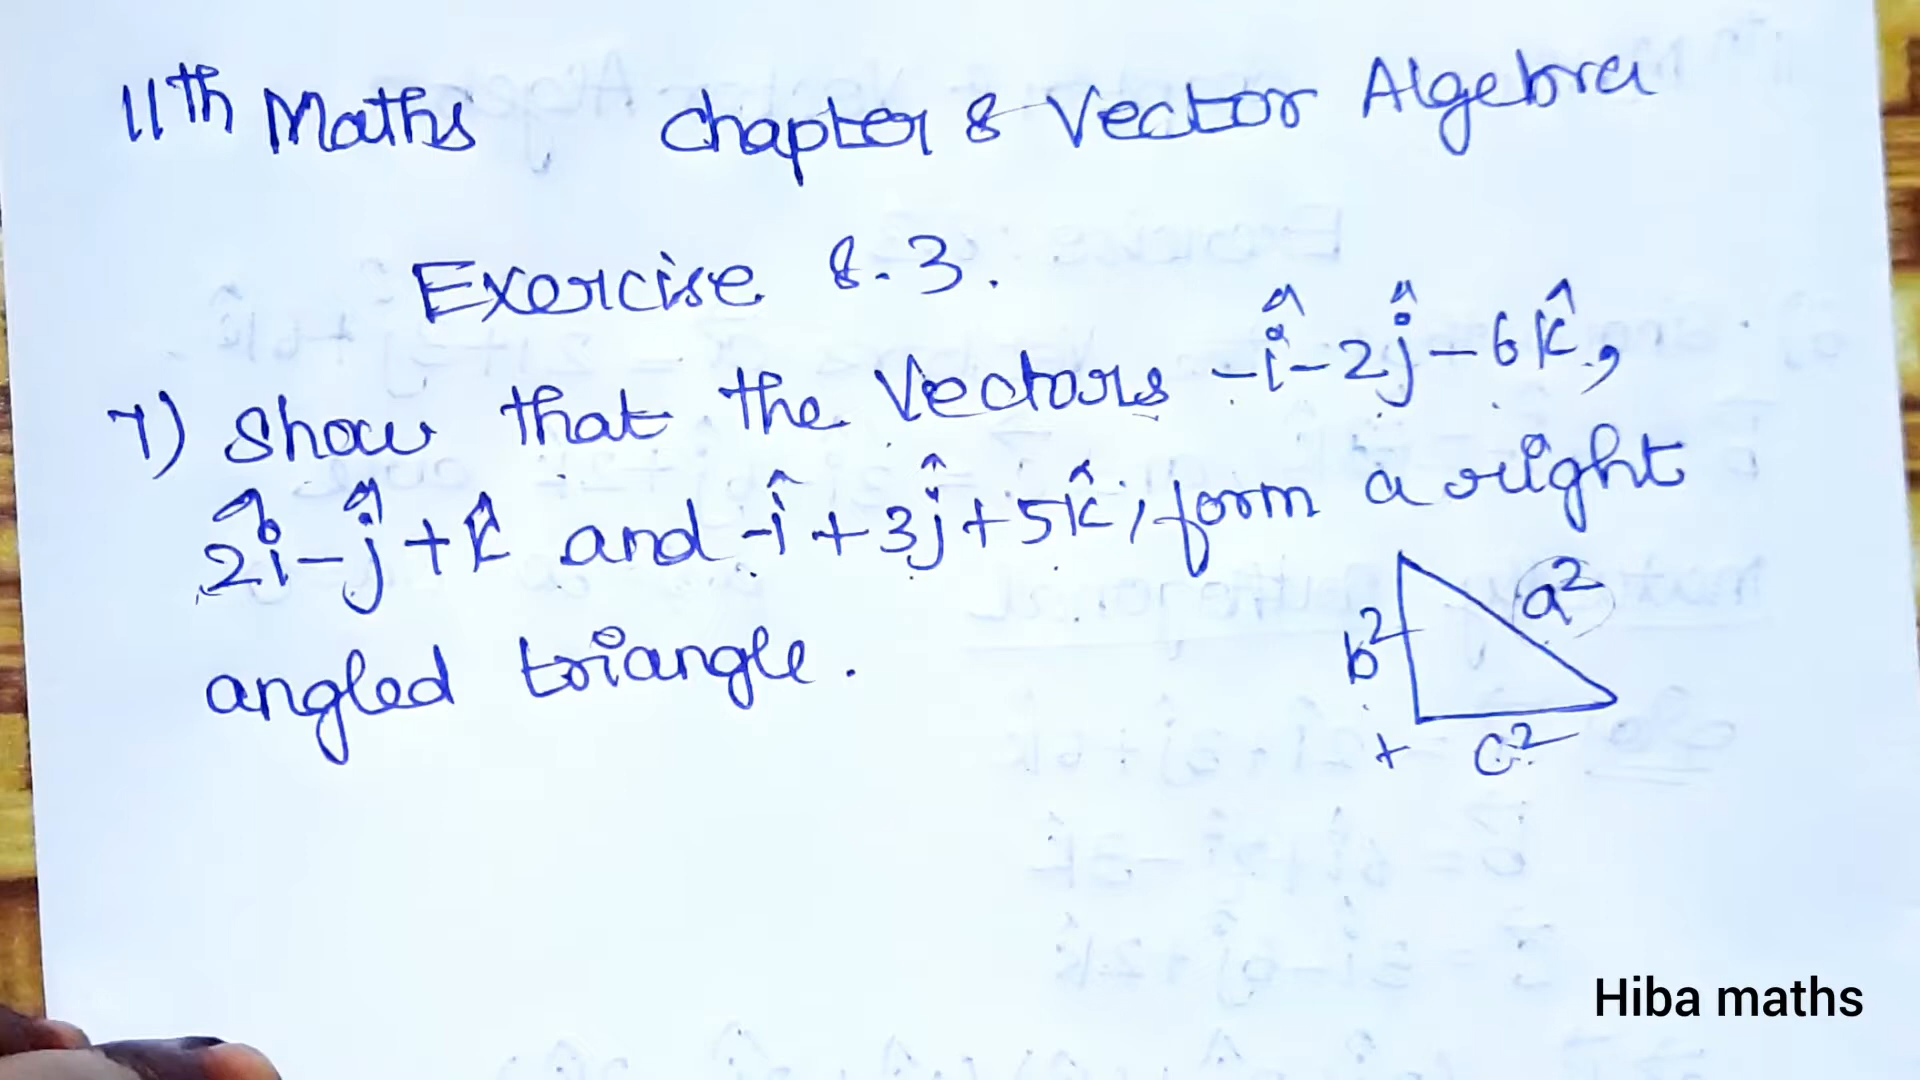 11th Maths Chapter 8 Vector Algebra
Exercise 8.3.
7) Show that the Vectors -î-2ĵ-6k̂,
2î-ĵ+k̂ and -î+3ĵ+5k̂, form a right
angled triangle.
a²
b²
+ c²
Hiba maths